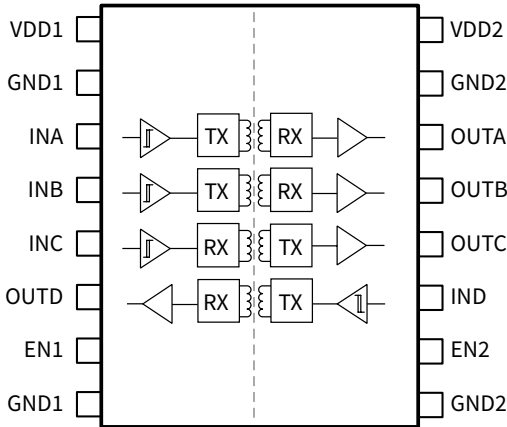 VDD1 VDD2
GND1 GND2
INA TX RX OUTA
INB TX RX OUTB
INC RX TX OUTC
OUTD RX TX IND
EN1 EN2
GND1 GND2